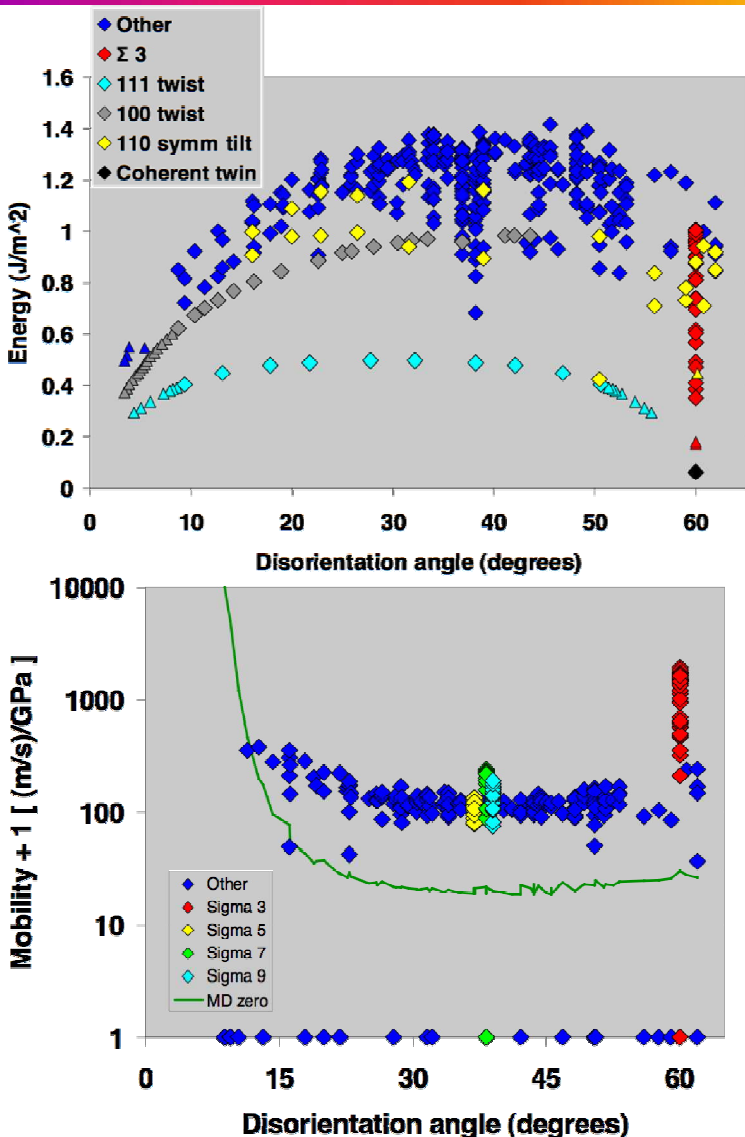 Other
Σ 3
111 twist
100 twist
110 symm tilt
Coherent twin
1.6
1.4
1.2
1
0.8
0.6
0.4
0.2
0
Energy (J/m^2)
0 10 20 30 40 50 60
Disorientation angle (degrees)
10000
1000
100
10
1
Mobility + 1 [ (m/s)/GPa ]
Other
Sigma 3
Sigma 5
Sigma 7
Sigma 9
MD zero
0 15 30 45 60
Disorientation angle (degrees)